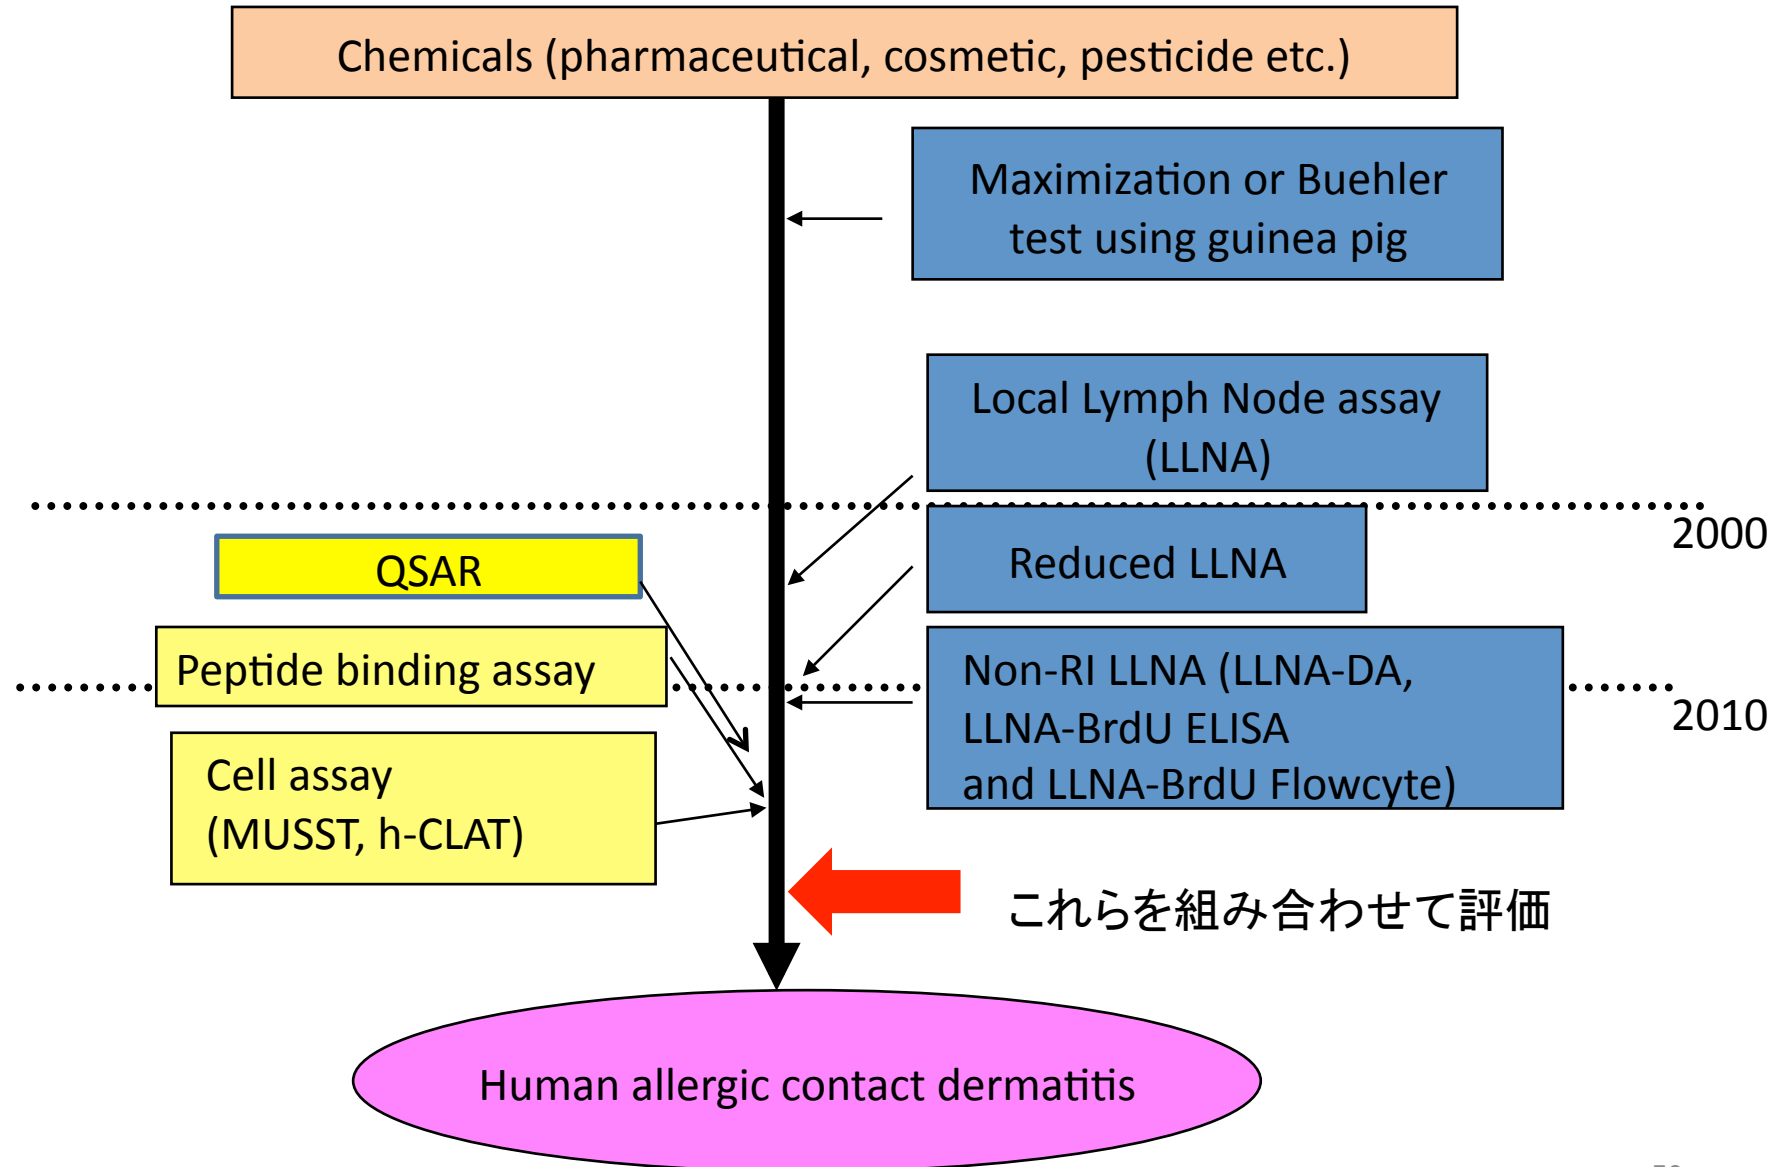 Chemicals (pharmaceutical, cosmetic, pesticide etc.)
Maximization or Buehler
test using guinea pig
Local Lymph Node assay
(LLNA)
2000
QSAR
Reduced LLNA
Peptide binding assay
Non-RI LLNA (LLNA-DA,
LLNA-BrdU ELISA
and LLNA-BrdU Flowcyte)
2010
Cell assay
(MUSST, h-CLAT)
これらを組み合わせて評価
Human allergic contact dermatitis